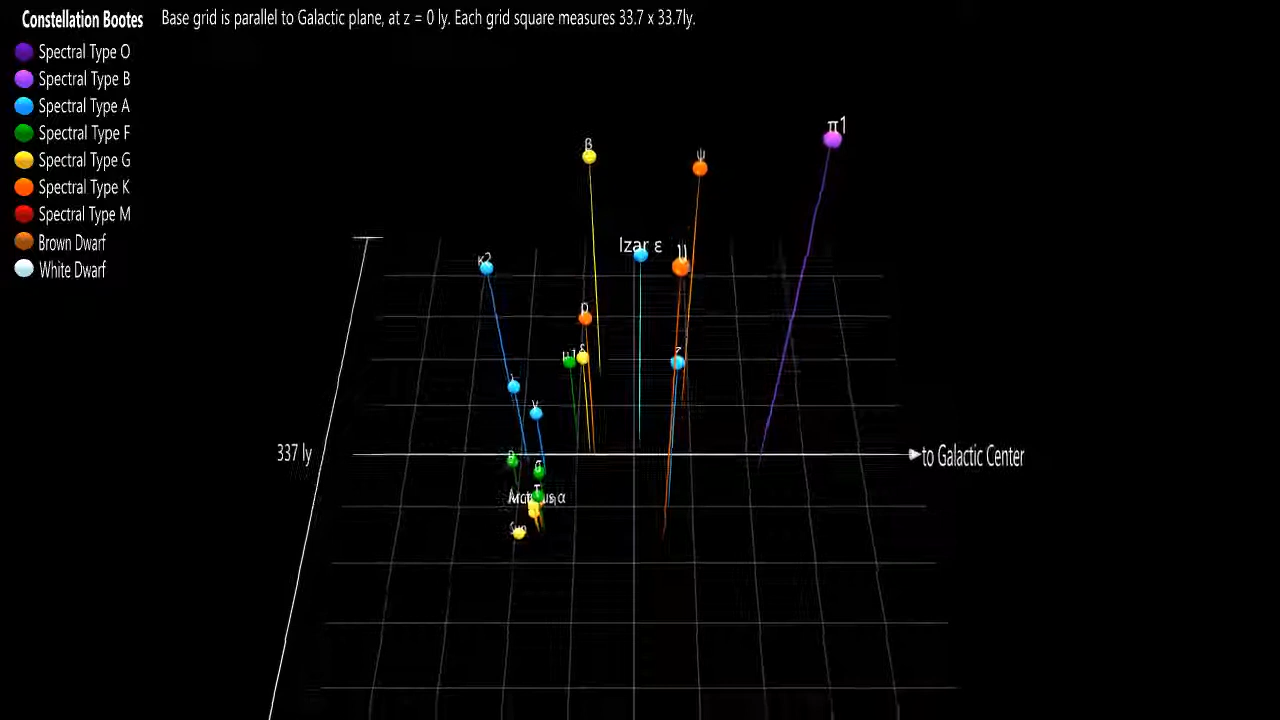 Constellation Bootes
Base grid is parallel to Galactic plane, at z = 0 ly. Each grid square measures 33.7 x 33.7ly.
Spectral Type O
Spectral Type B
Spectral Type A
Spectral Type F
Spectral Type G
Spectral Type K
Spectral Type M
Brown Dwarf
White Dwarf
π1
β
ψ
Izar ε
κ2
337 ly
to Galactic Center
α
Sun